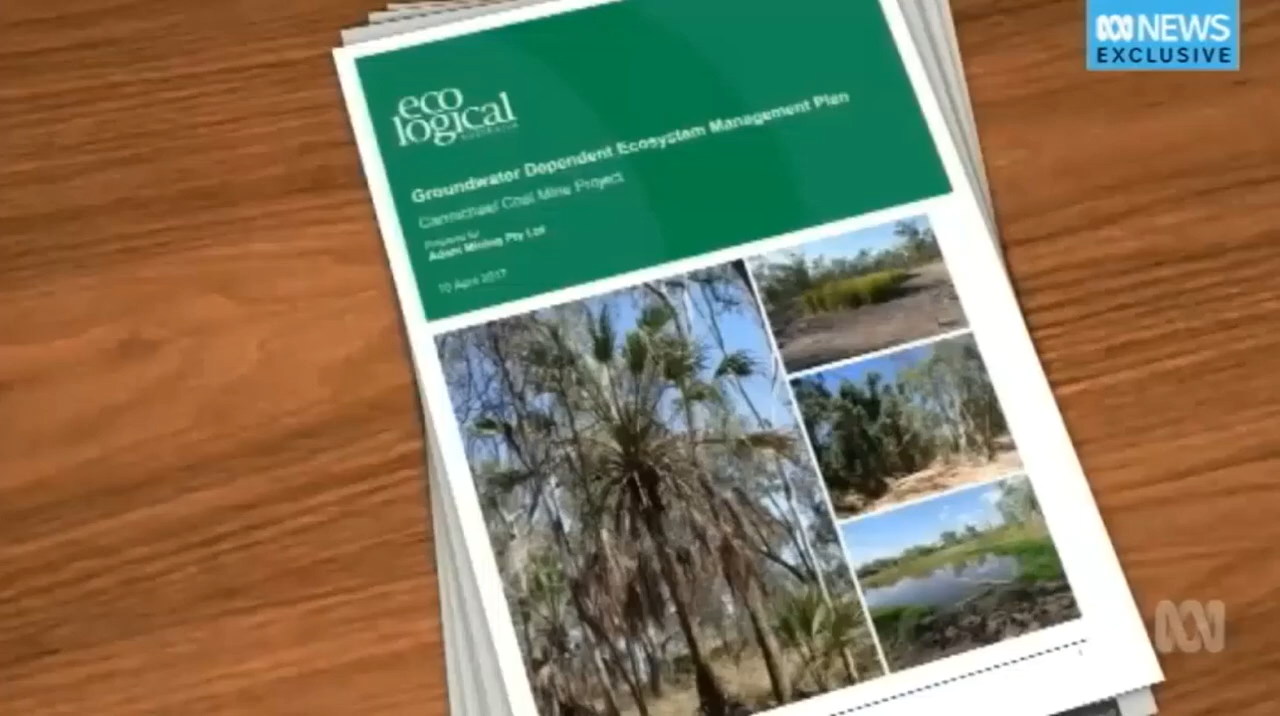 NEWS
EXCLUSIVE
eco
logical
AUSTRALIA
Groundwater Dependent Ecosystem Management Plan
Carmichael Coal Mine Project
Prepared for
Adani Mining Pty Ltd
10 April 2017